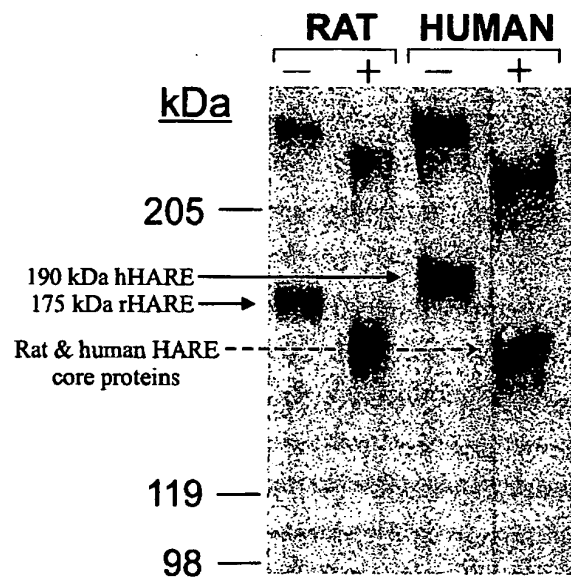 RAT HUMAN
− + − +
kDa
205
190 kDa hHARE
175 kDa rHARE
Rat & human HARE
core proteins
119
98